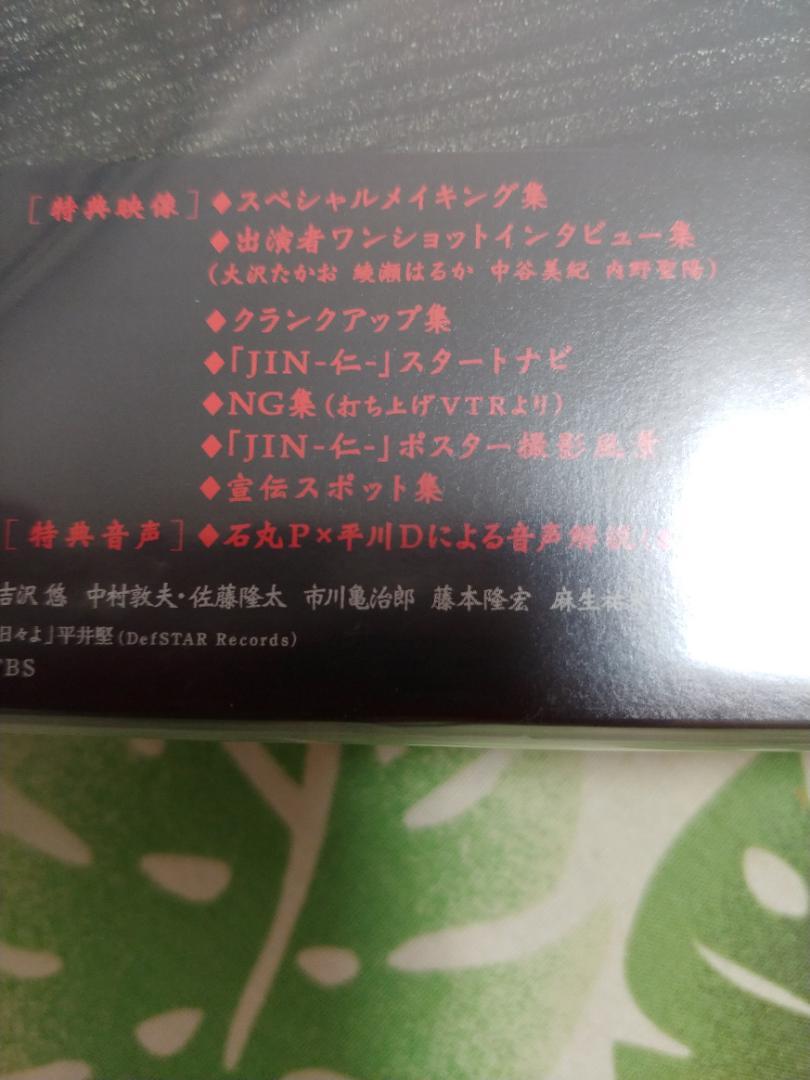 [特典映像]◆スペシャルメイキング集
◆出演者ワンショットインタビュー集
(大沢たかお 綾瀬はるか 中谷美紀 内野聖陽)
◆クランクアップ集
◆「JIN-仁-」スタートナビ
◆NG集(打ち上げVTRより)
◆「JIN-仁-」ポスター撮影風景
◆宣伝スポット集
[特典音声]◆石丸P×平川Dによる音声解説
吉沢悠 中村敦夫・佐藤隆太 市川亀治郎 藤本隆宏 麻生祐
日々よ」平井堅(DefSTAR Records)
TBS